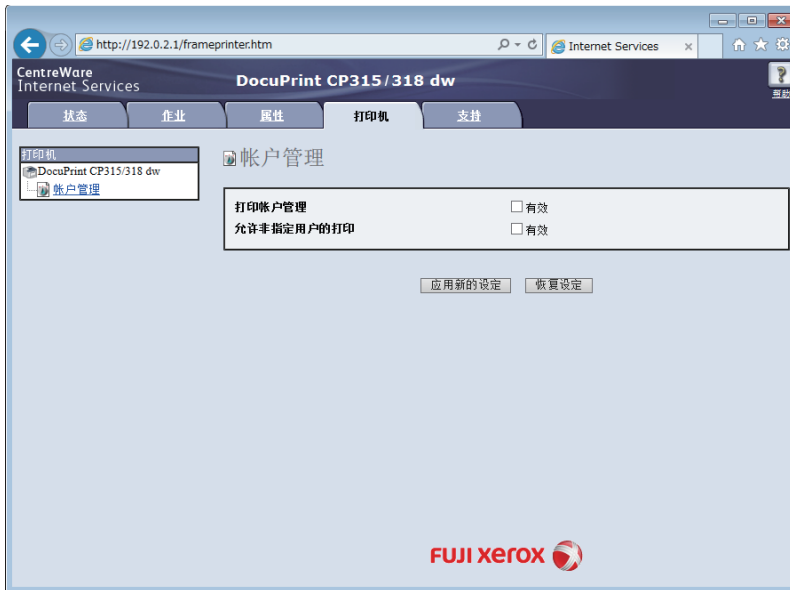 http://192.0.2.1/frameprinter.htm
Internet Services
CentreWare
Internet Services
DocuPrint CP315/318 dw
帮助
状态
作业
属性
打印机
支持
打印机
DocuPrint CP315/318 dw
帐户管理
帐户管理
打印帐户管理
有效
允许非指定用户的打印
有效
应用新的设定
恢复设定
FUJI XEROX